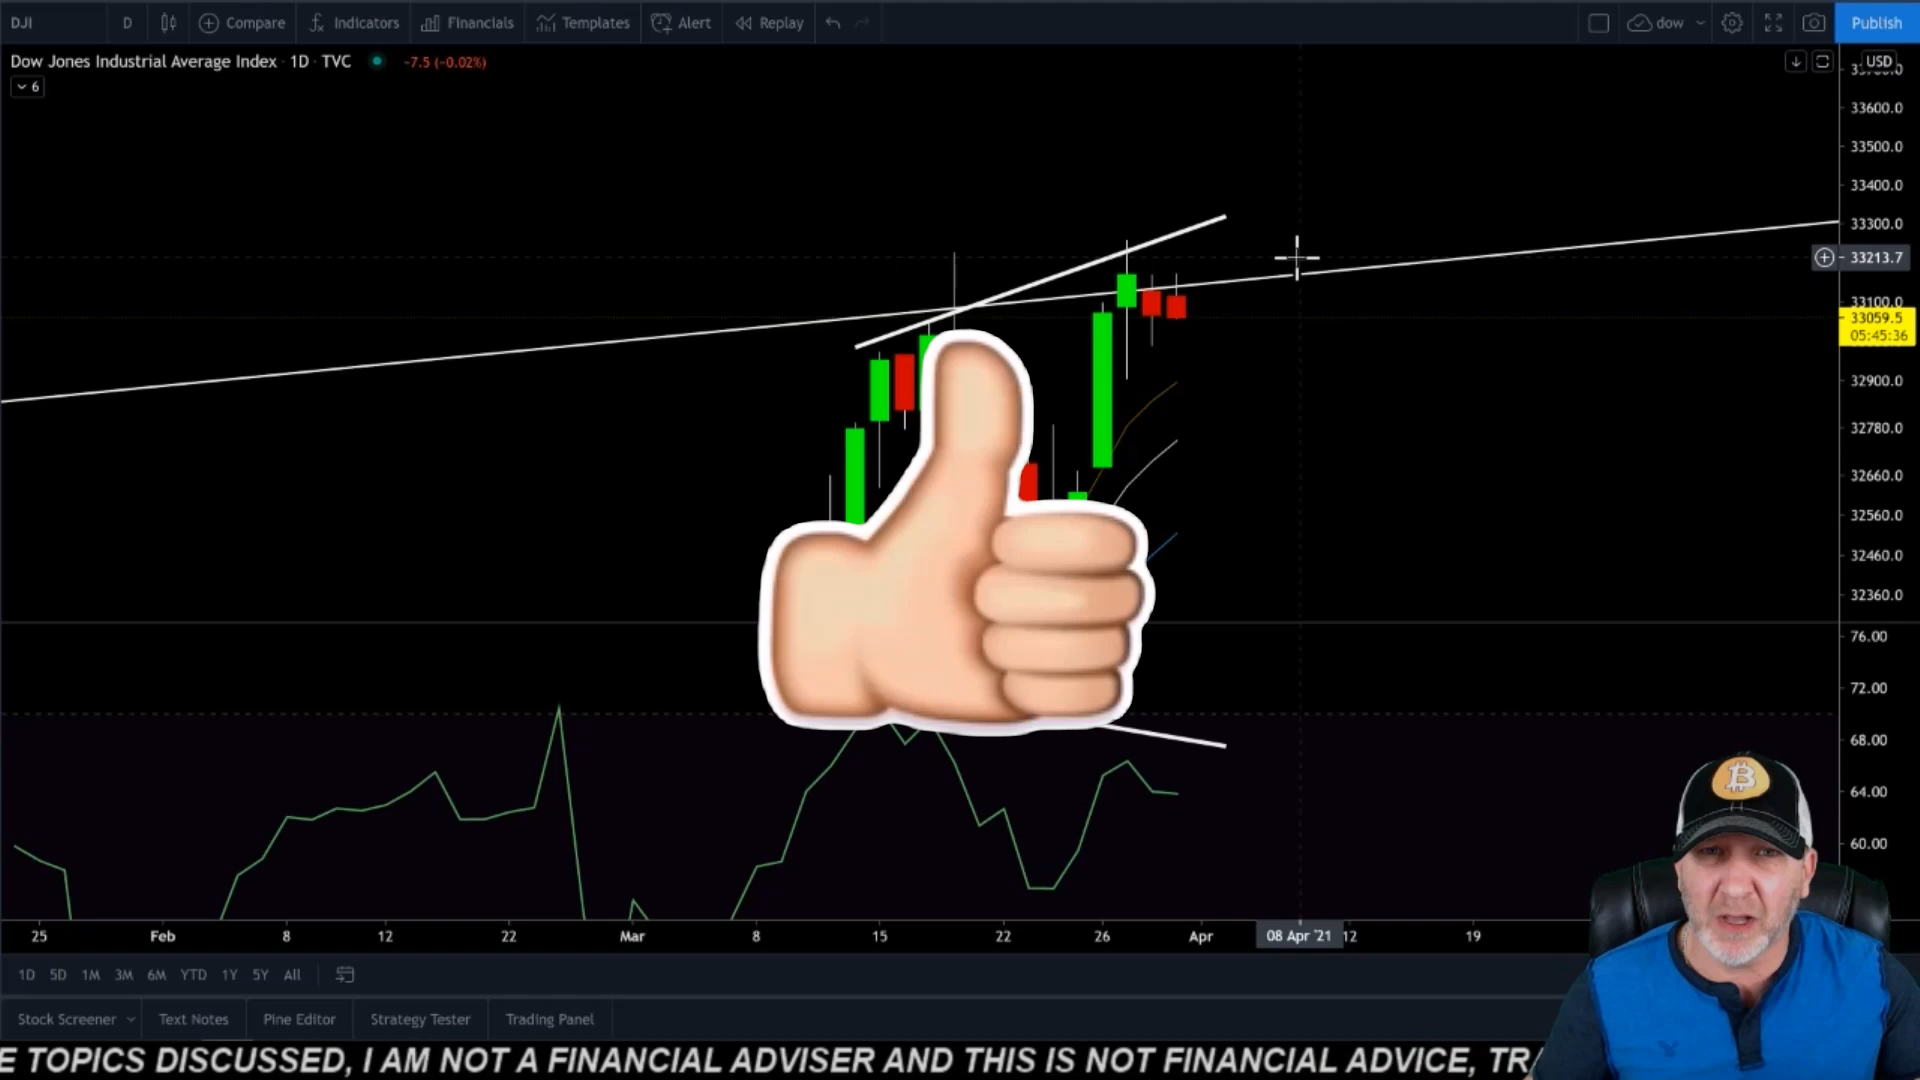 DJI D Compare Indicators Financials Templates Alert Replay dow Publish
Dow Jones Industrial Average Index · 1D · TVC -7.5 (-0.02%)
6
USD
33600.0
33500.0
33400.0
33300.0
33213.7
33100.0
33059.5
05:45:36
32900.0
32780.0
32660.0
32560.0
32460.0
32360.0
76.00
72.00
68.00
64.00
60.00
25 Feb 8 12 22 Mar 8 15 22 26 Apr 08 Apr '21 12 19
1D 5D 1M 3M 6M YTD 1Y 5Y All
Stock Screener Text Notes Pine Editor Strategy Tester Trading Panel
E TOPICS DISCUSSED, I AM NOT A FINANCIAL ADVISER AND THIS IS NOT FINANCIAL ADVICE, TR